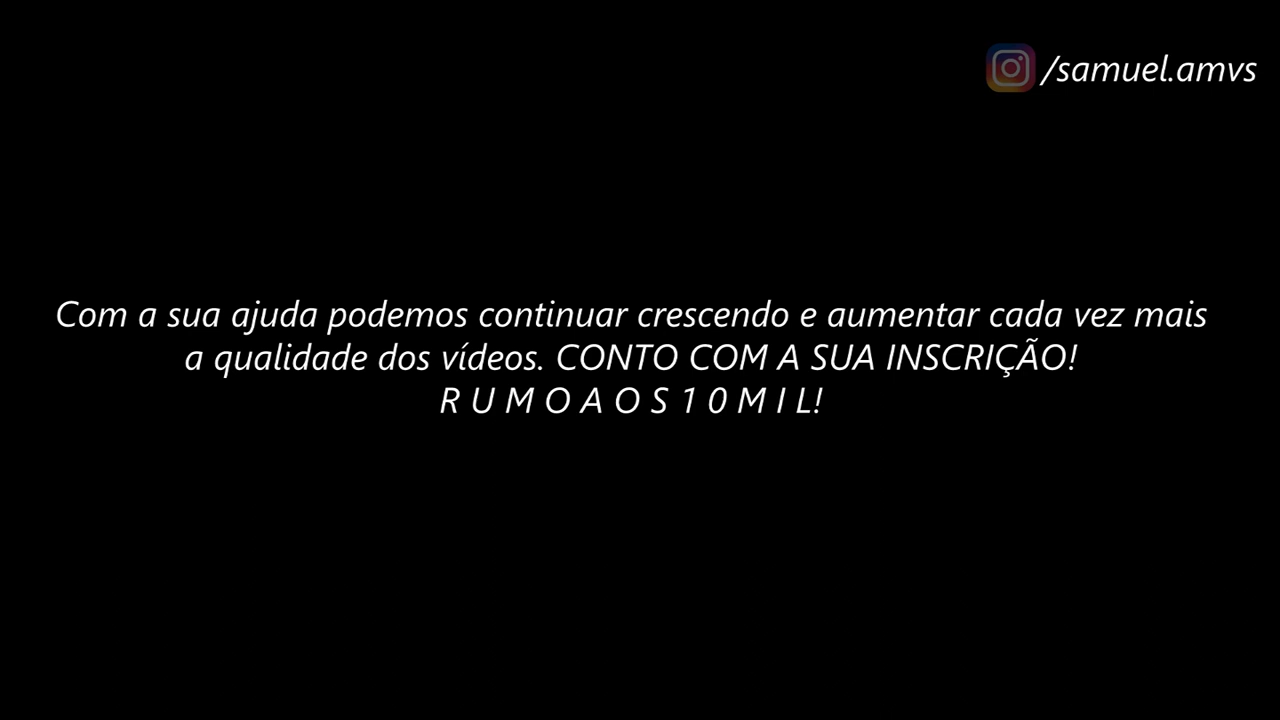 /samuel.amvs
Com a sua ajuda podemos continuar crescendo e aumentar cada vez mais
a qualidade dos vídeos. CONTO COM A SUA INSCRIÇÃO!
R U M O A O S 1 0 M I L!